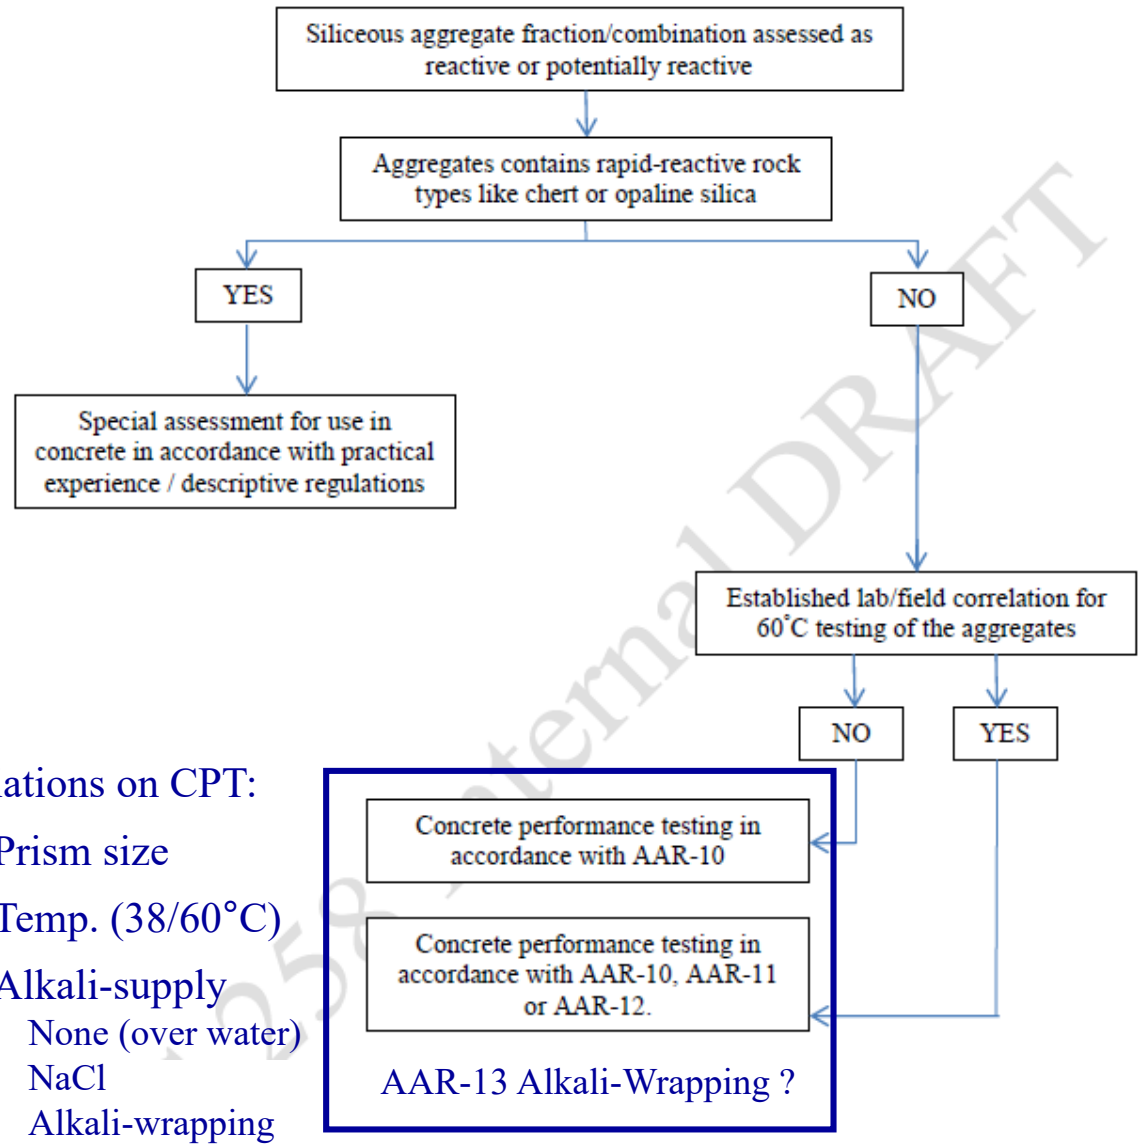 Siliceous aggregate fraction/combination assessed as
reactive or potentially reactive
Aggregates contains rapid-reactive rock
types like chert or opaline silica
YES
NO
Special assessment for use in
concrete in accordance with practical
experience / descriptive regulations
Established lab/field correlation for
60°C testing of the aggregates
NO
YES
lations on CPT:
Prism size
Temp. (38/60°C)
Alkali-supply
None (over water)
NaCl
Alkali-wrapping
Concrete performance testing in
accordance with AAR-10
Concrete performance testing in
accordance with AAR-10, AAR-11
or AAR-12.
AAR-13 Alkali-Wrapping ?
258 Internal DRAFT